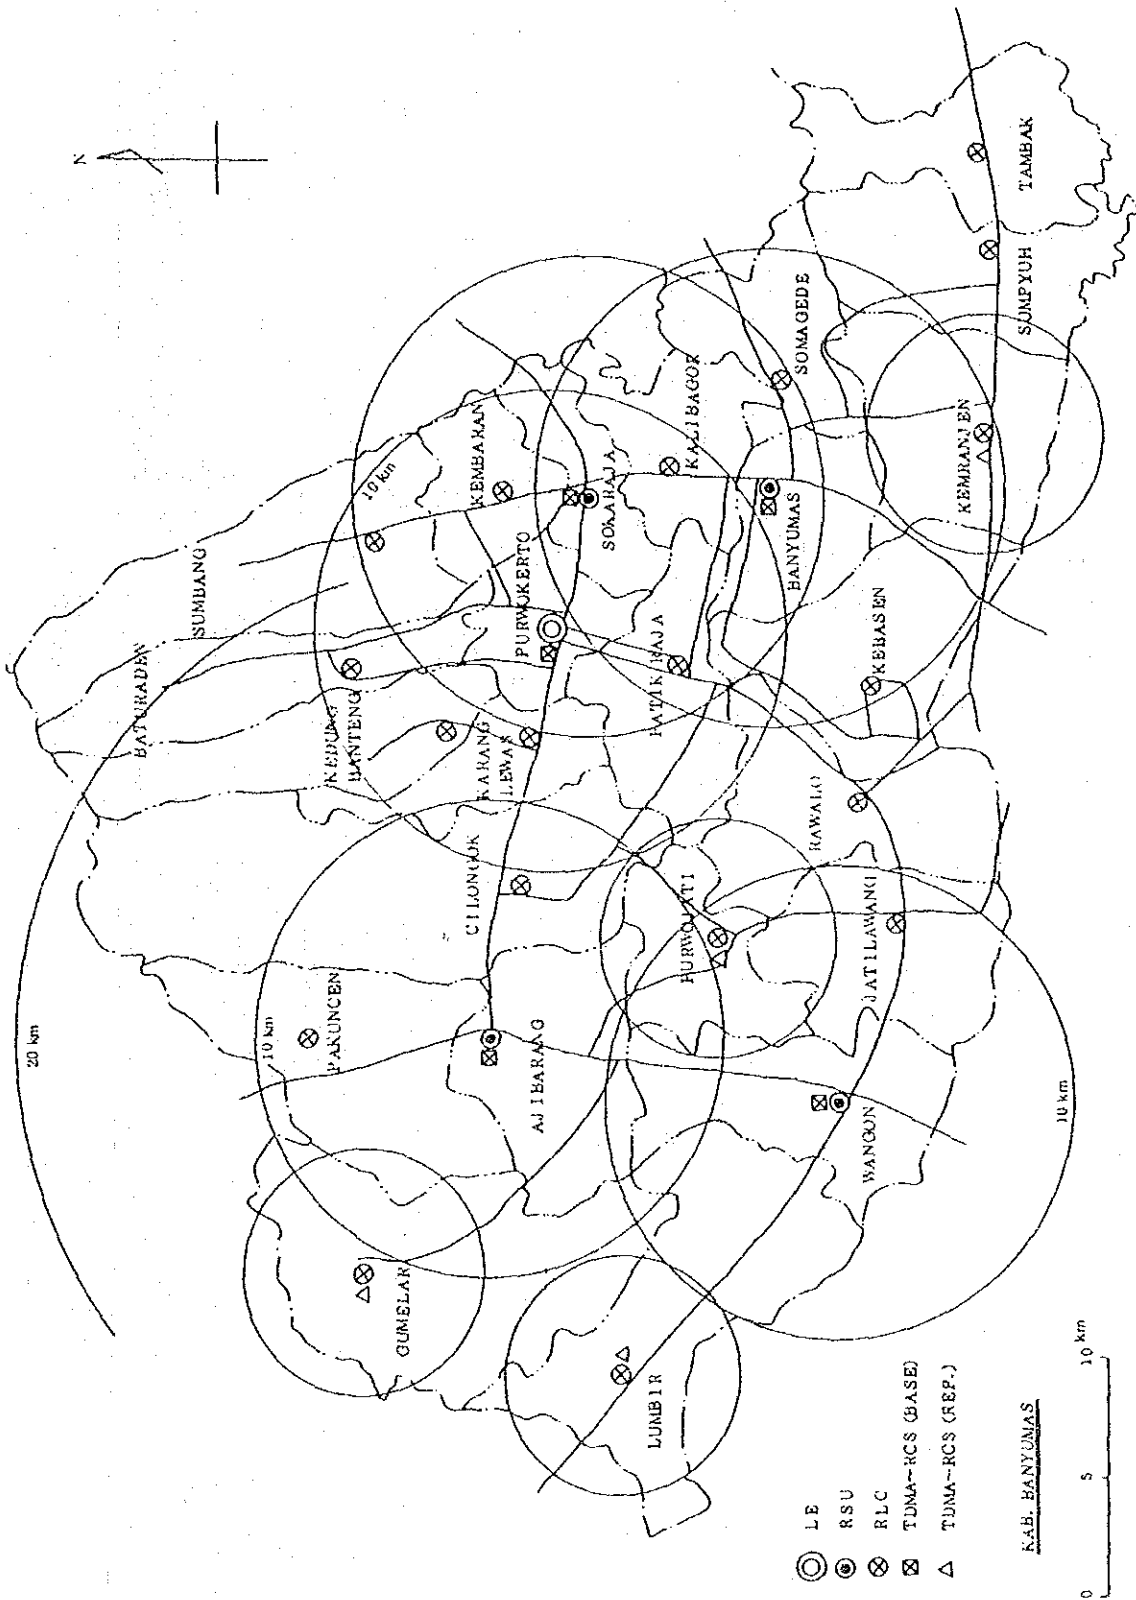 N
20 km
BATURADEN
SUMBANG
10 km
PAKUNCEN
10 km
KEDUNG
BANTENG
KEMBARAN
GUMELAR
CILONGOK
KARANG
LEWAS
PURWOKERTO
AJIBARANG
SOKARAJA
KALIBAGOR
PATIKRAJA
LUMBIR
PURWOJATI
BANYUMAS
SOMAGEDE
RAWALO
KEBASEN
JATILAWANG
WANGON
KEMRANJEN
SUMPYUH
TAMBAK
10 km
LE
RSU
RLC
TDMA-RCS (BASE)
TDMA-RCS (REP.)
KAB. BANYUMAS
0 5 10 km